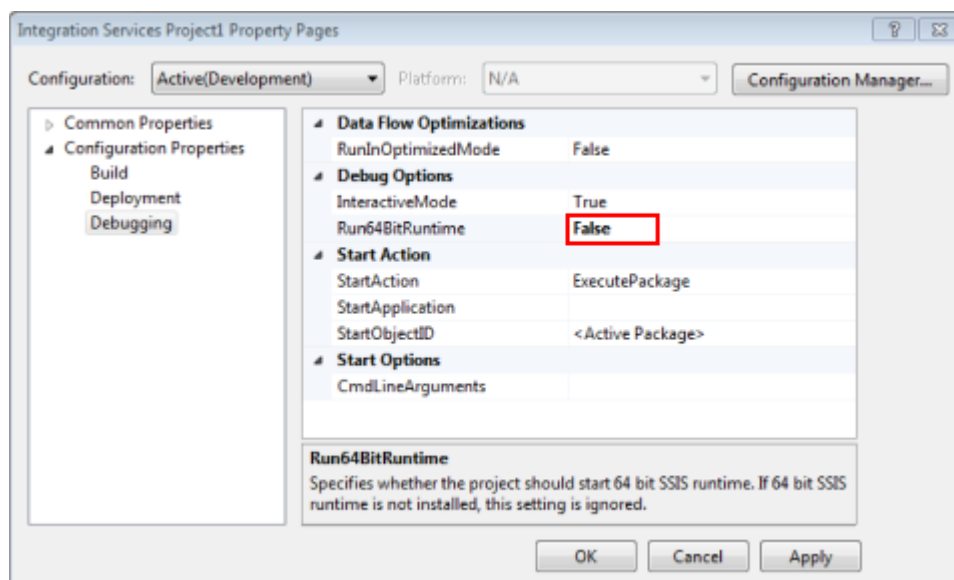 Integration Services Project1 Property Pages
Configuration: Active(Development) Platform: N/A Configuration Manager...
Common Properties
Configuration Properties
Build
Deployment
Debugging
Data Flow Optimizations
RunInOptimizedMode False
Debug Options
InteractiveMode True
Run64BitRuntime False
Start Action
StartAction ExecutePackage
StartApplication
StartObjectID <Active Package>
Start Options
CmdLineArguments
Run64BitRuntime
Specifies whether the project should start 64 bit SSIS runtime. If 64 bit SSIS
runtime is not installed, this setting is ignored.
OK Cancel Apply